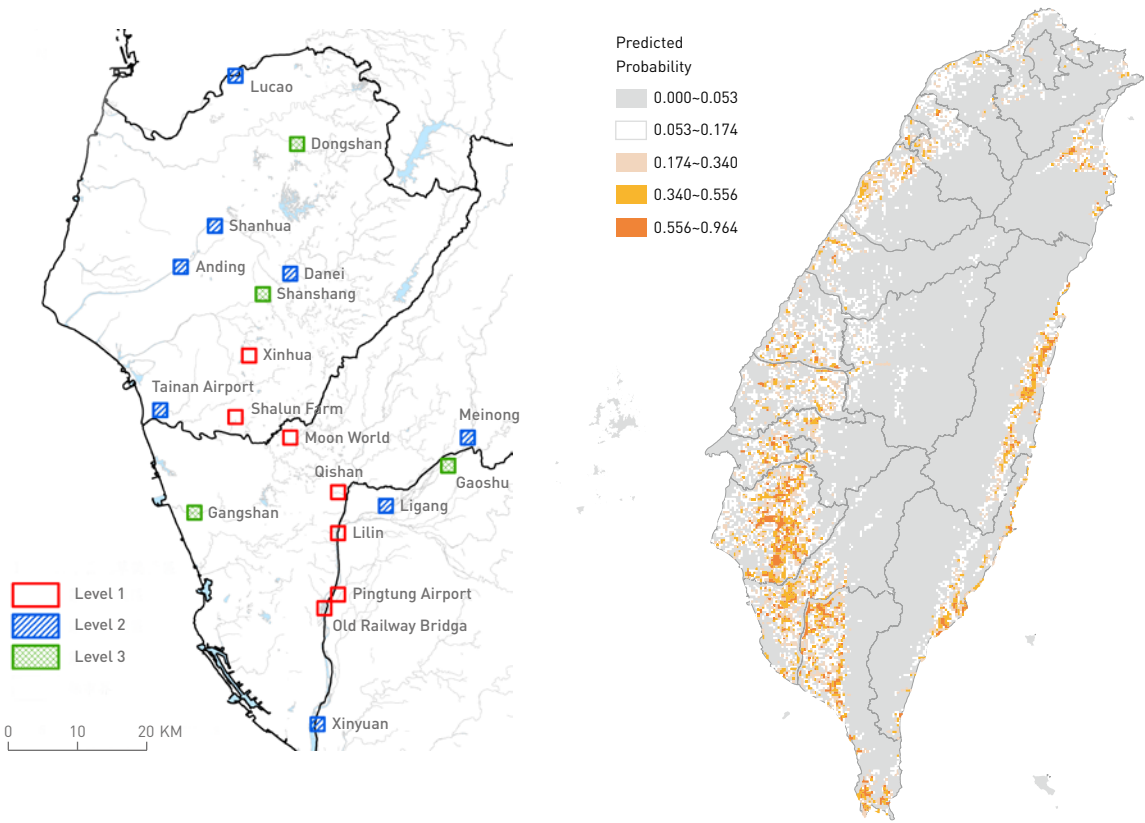 Lucao
Dongshan
Shanhua
Anding
Danei
Shanshang
Xinhua
Tainan Airport
Shalun Farm
Moon World
Meinong
Qishan
Gaoshu
Ligang
Gangshan
Lilin
Pingtung Airport
Old Railway Bridga
Xinyuan
Level 1
Level 2
Level 3
0 10 20 KM
Predicted
Probability
0.000~0.053
0.053~0.174
0.174~0.340
0.340~0.556
0.556~0.964